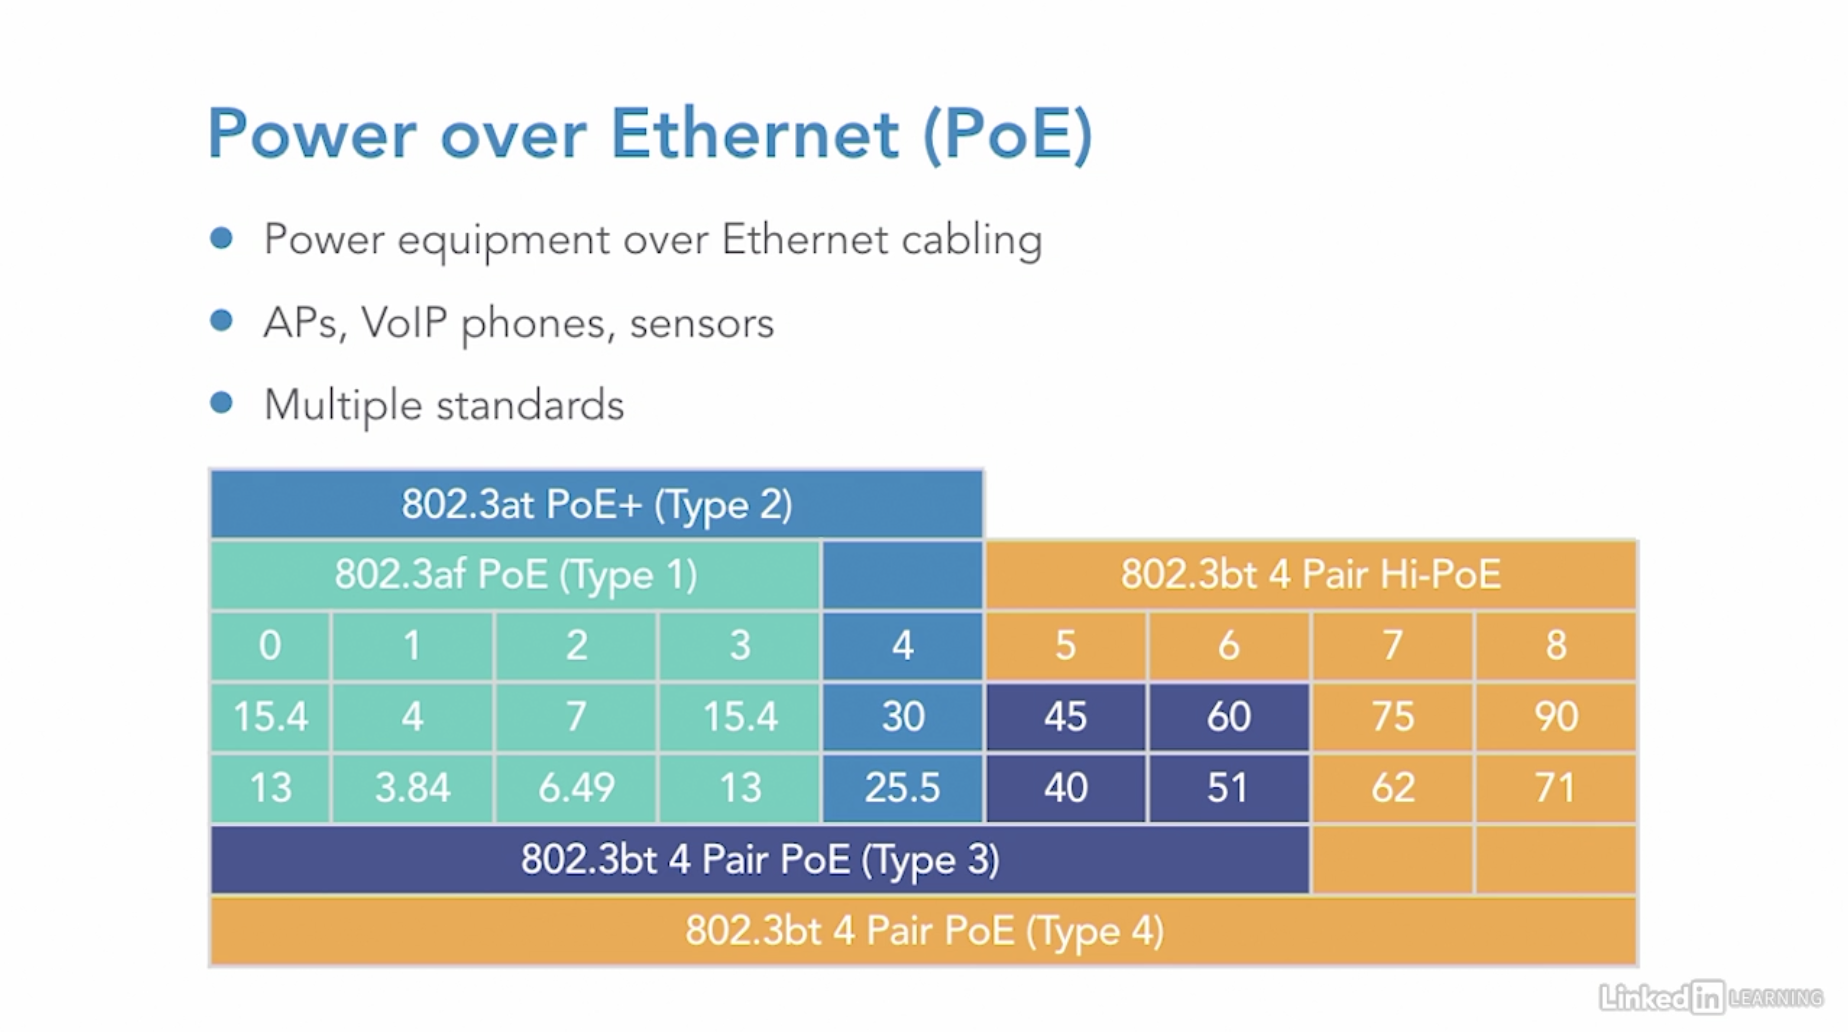 Power over Ethernet (PoE)
Power equipment over Ethernet cabling
APs, VoIP phones, sensors
Multiple standards
802.3at PoE+ (Type 2)
802.3af PoE (Type 1) 802.3bt 4 Pair Hi-PoE
0 1 2 3 4 5 6 7 8
15.4 4 7 15.4 30 45 60 75 90
13 3.84 6.49 13 25.5 40 51 62 71
802.3bt 4 Pair PoE (Type 3)
802.3bt 4 Pair PoE (Type 4)
Linked in LEARNING